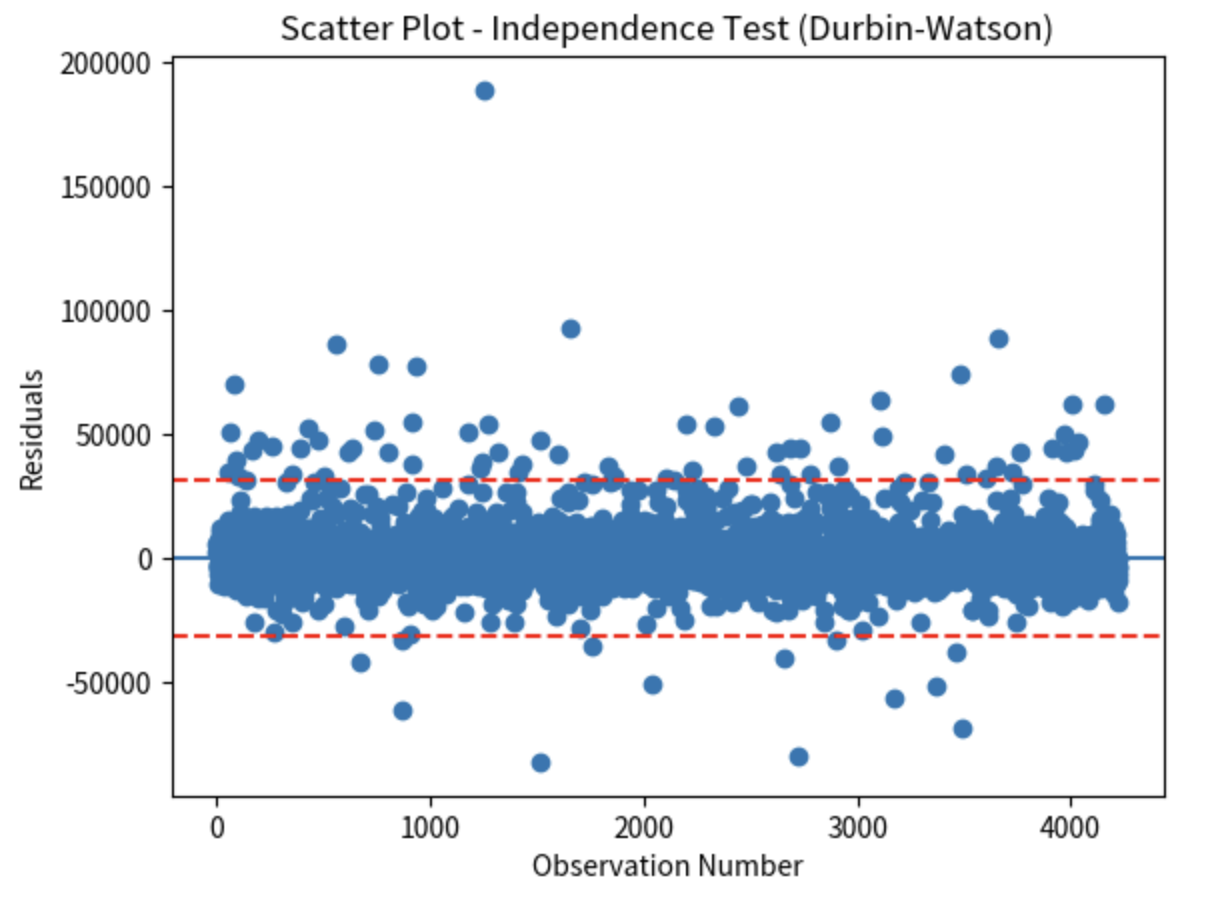 Scatter Plot - Independence Test (Durbin-Watson)
200000
150000
100000
50000
0
-50000
Residuals
0 1000 2000 3000 4000
Observation Number